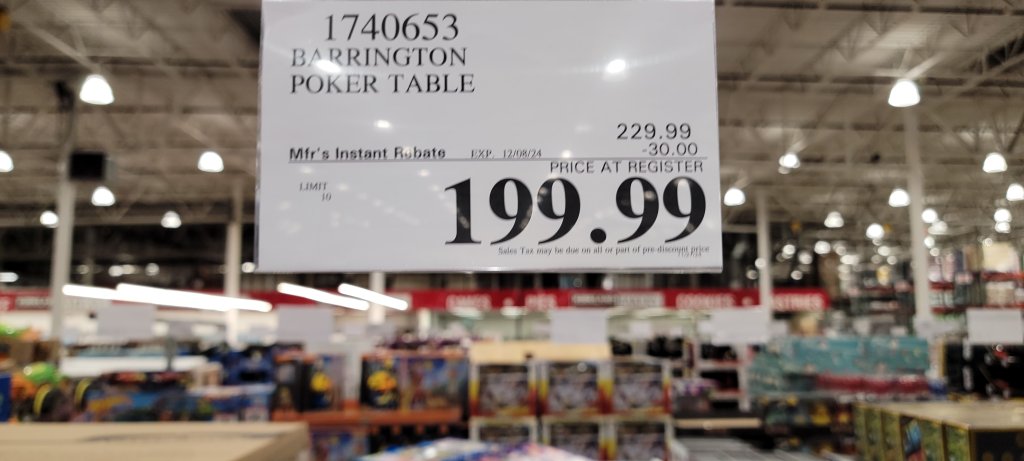 1740653
BARRINGTON
POKER TABLE
229.99
Mfr's Instant Rebate EXP. 12/08/24 -30.00
PRICE AT REGISTER
LIMIT
10
199.99
Sales Tax may be due on all or part of pre-discount price